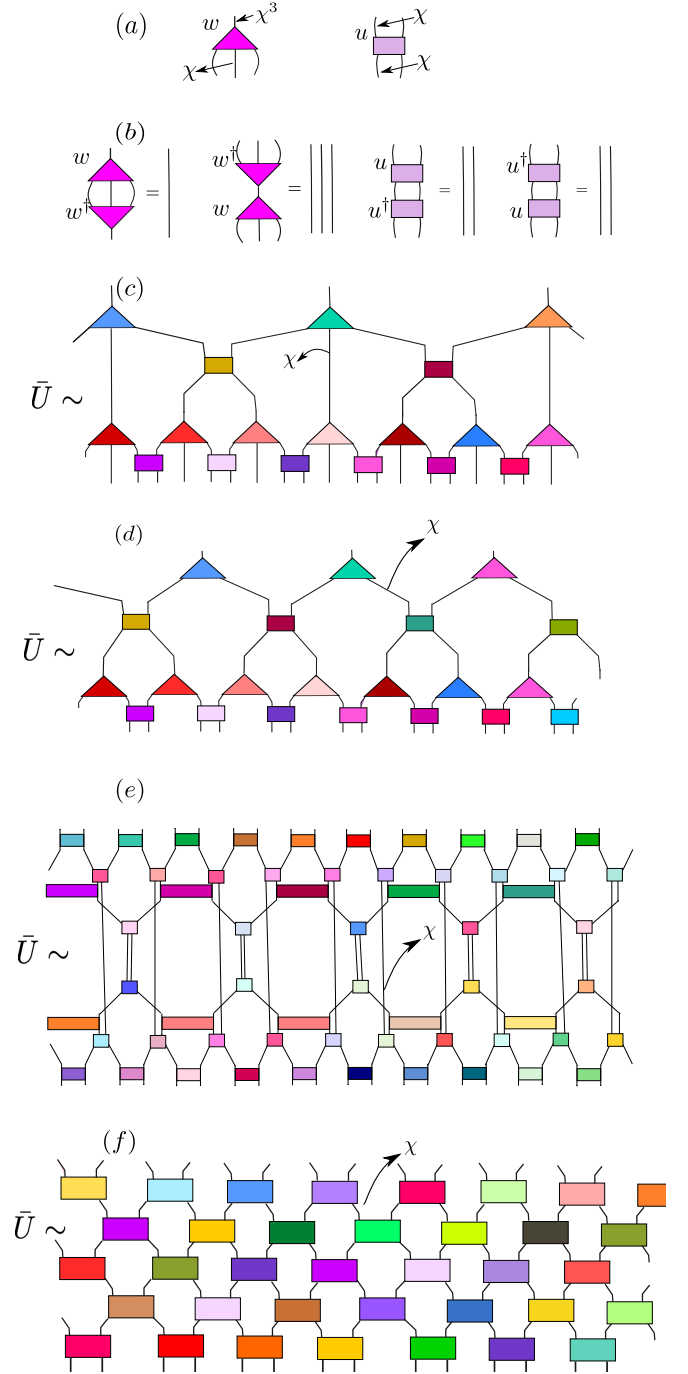 (a) w χ³ χ u χ χ
(b) w w† = w† w = u u† = u† u =
(c)
χ
Ū ∼
(d) χ
Ū ∼
(e)
Ū ∼ χ
(f) χ
Ū ∼